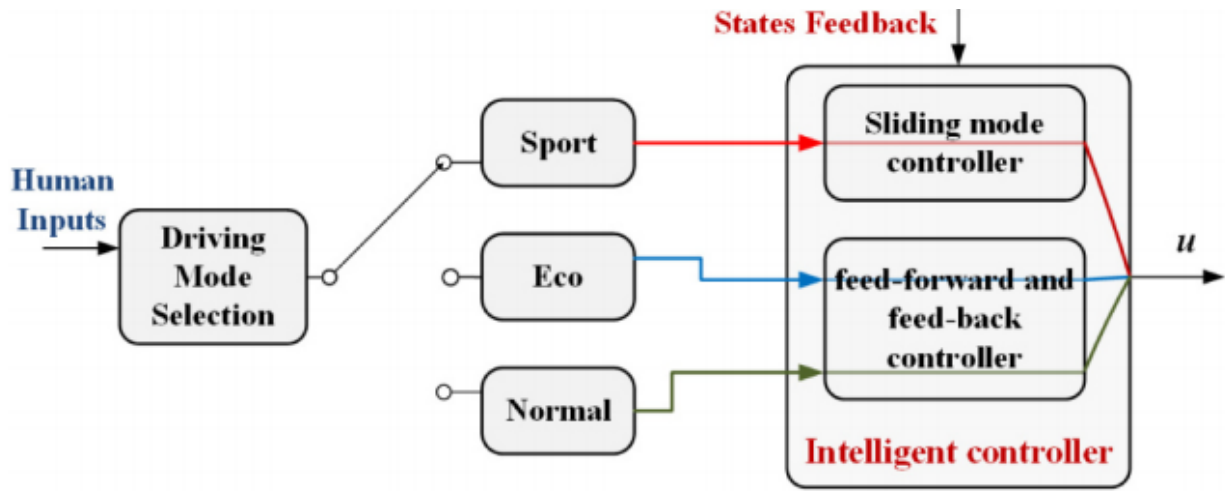 States Feedback
Human
Inputs
Driving
Mode
Selection
Sport
Eco
Normal
Sliding mode
controller
feed-forward and
feed-back
controller
Intelligent controller
u